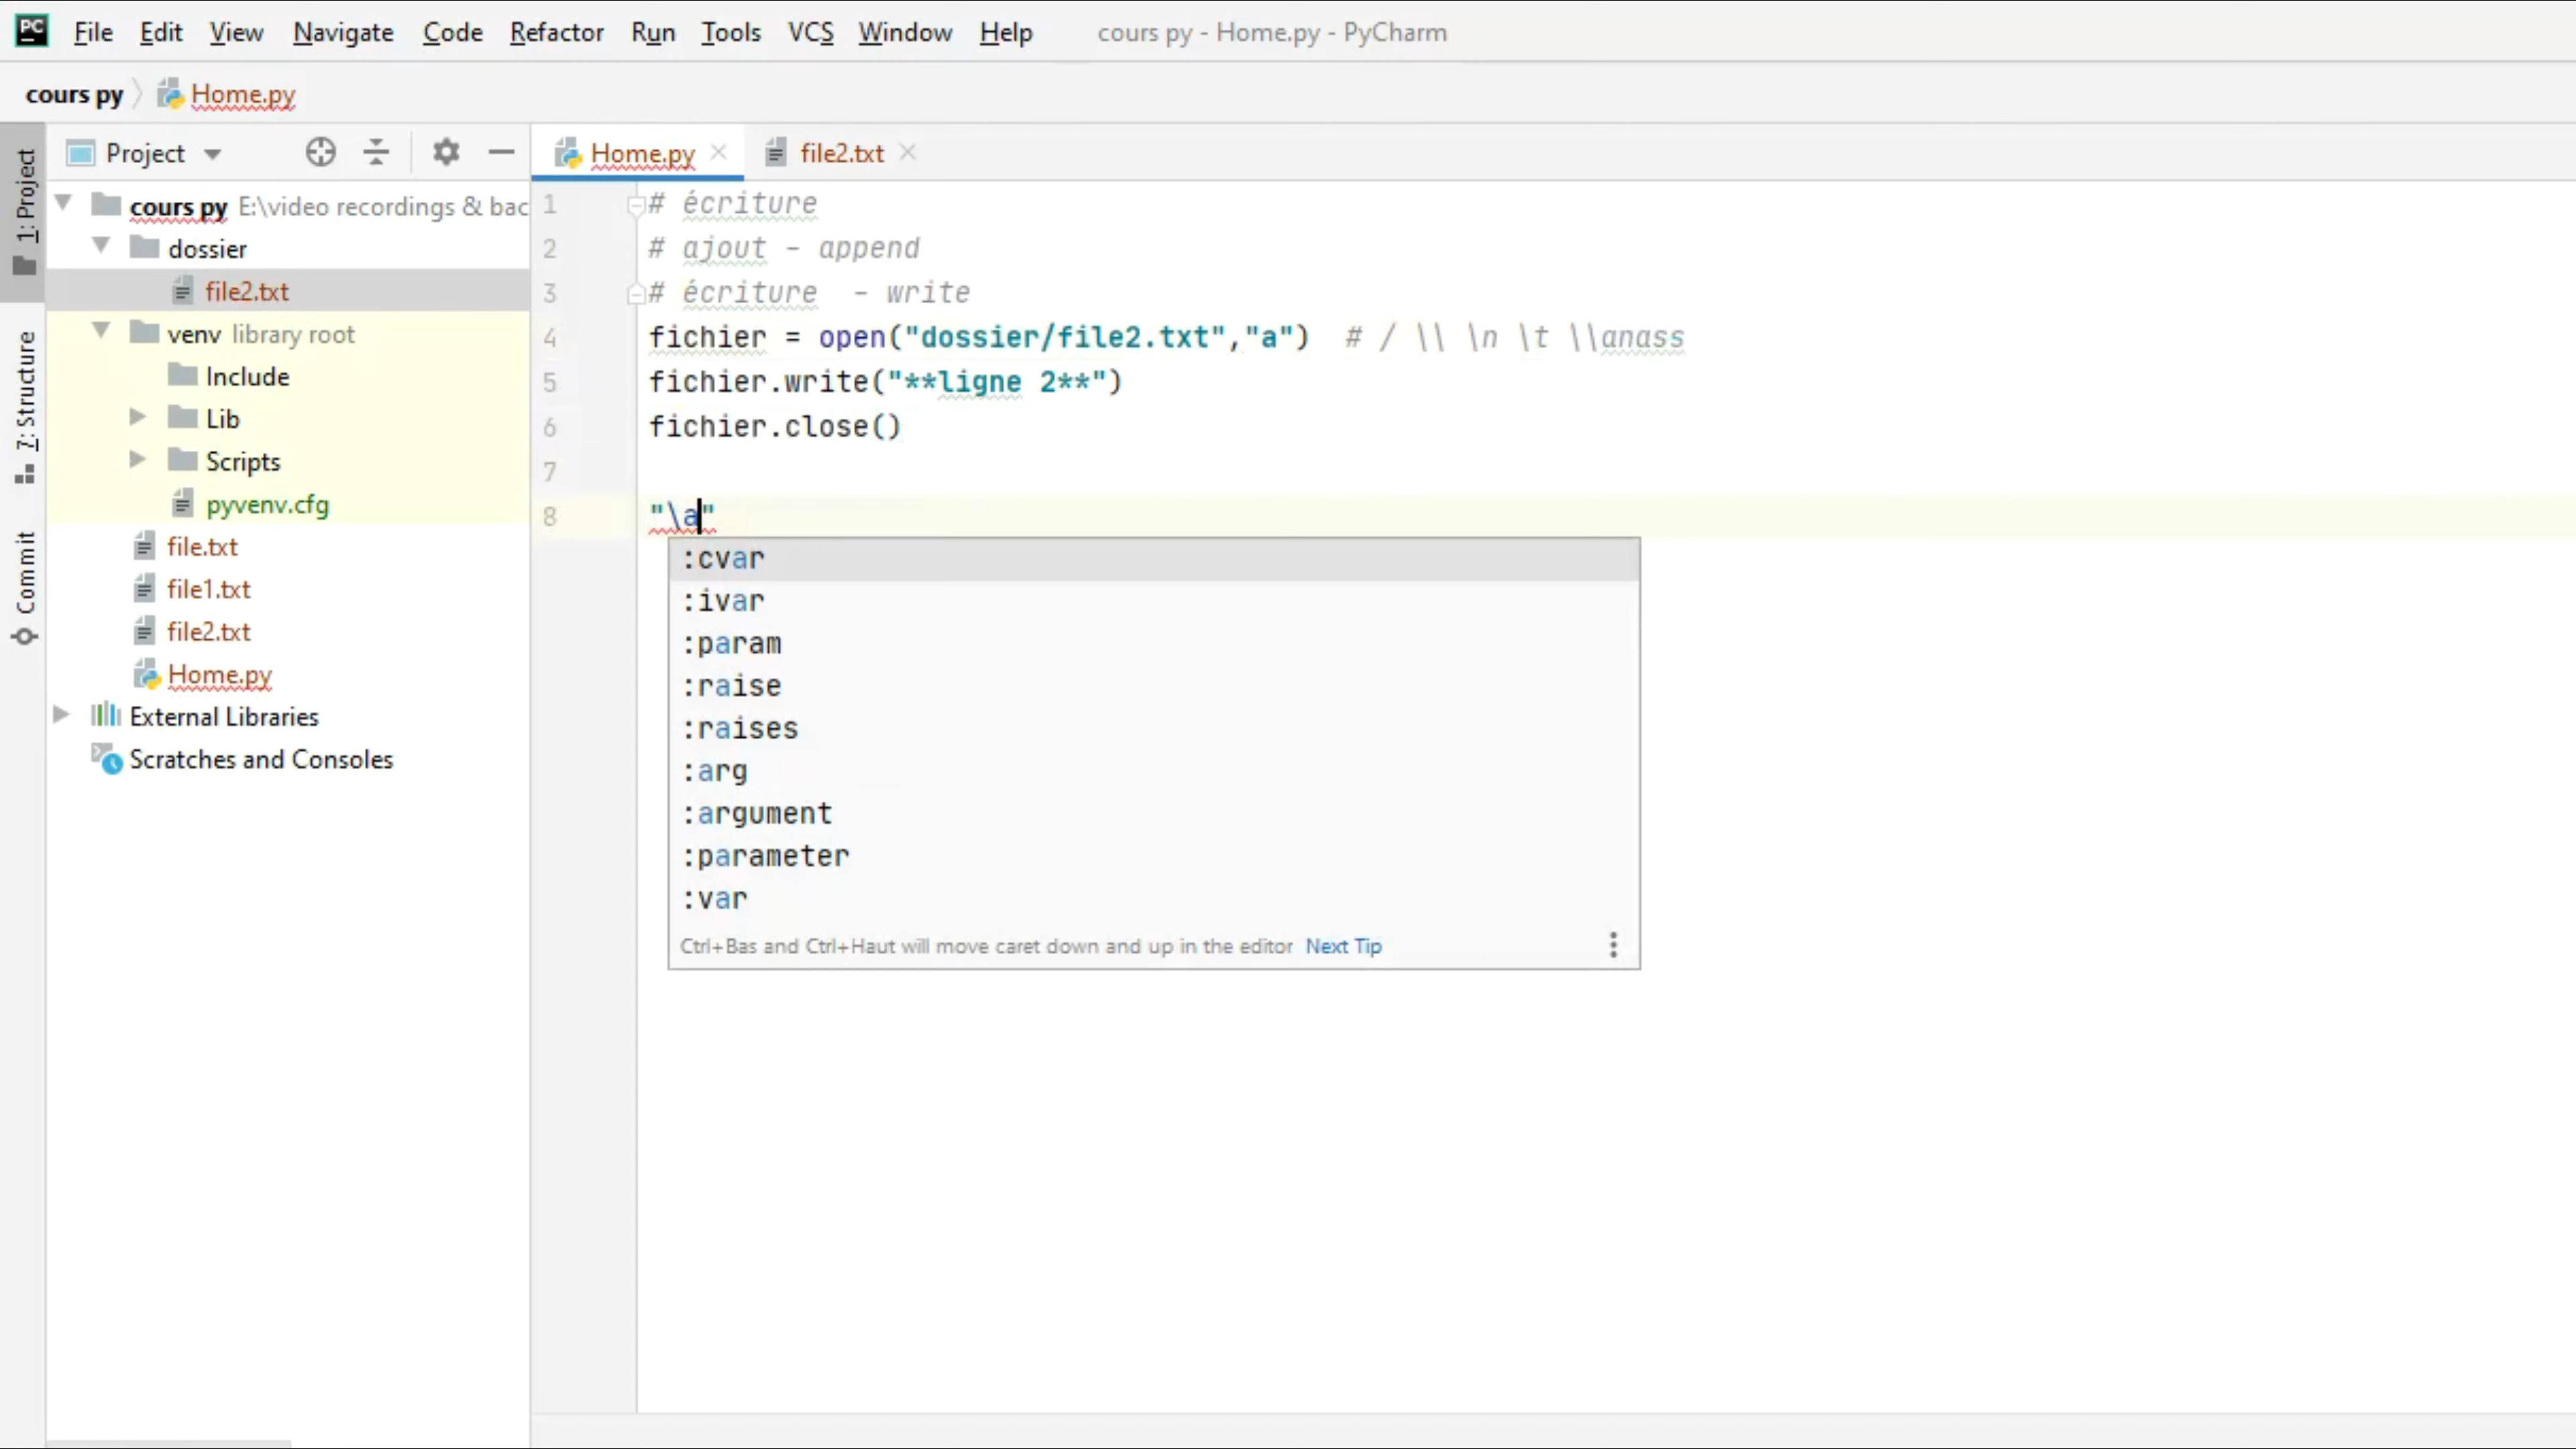 PC File Edit View Navigate Code Refactor Run Tools VCS Window Help cours py - Home.py - PyCharm
cours py Home.py
Project
Home.py file2.txt
1: Project
7: Structure
Commit
cours py E:\video recordings & bac
dossier
file2.txt
venv library root
Include
Lib
Scripts
pyvenv.cfg
file.txt
file1.txt
file2.txt
Home.py
External Libraries
Scratches and Consoles
1 # écriture
2 # ajout - append
3 # écriture  - write
4 fichier = open("dossier/file2.txt","a")  # / \\ \n \t \\anass
5 fichier.write("**ligne 2**")
6 fichier.close()
7
8 "\a"
:cvar
:ivar
:param
:raise
:raises
:arg
:argument
:parameter
:var
Ctrl+Bas and Ctrl+Haut will move caret down and up in the editor Next Tip